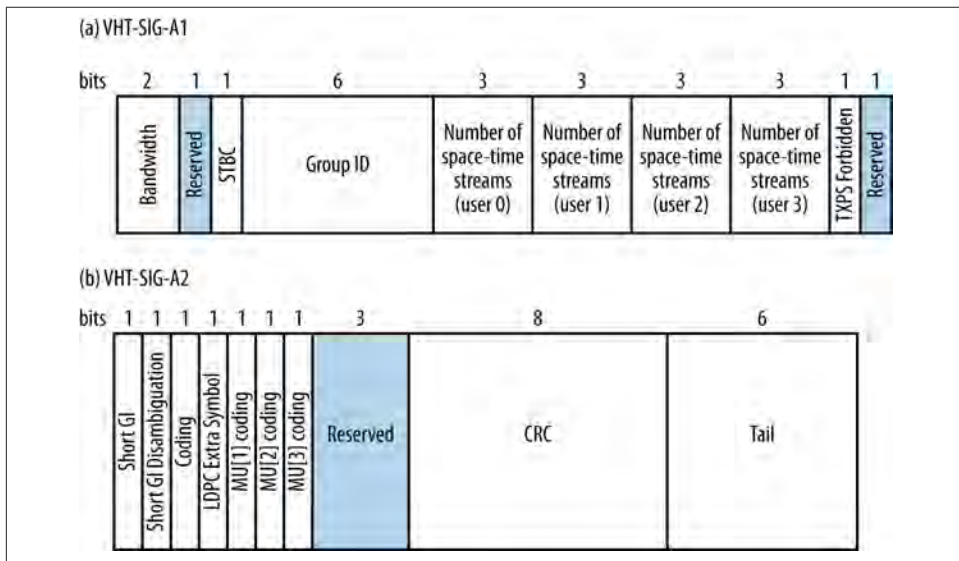 (a) VHT-SIG-A1
bits 2 1 1 6 3 3 3 3 1 1
Bandwidth
Reserved
STBC
Group ID
Number of
space-time
streams
(user 0)
Number of
space-time
streams
(user 1)
Number of
space-time
streams
(user 2)
Number of
space-time
streams
(user 3)
TXPS Forbidden
Reserved
(b) VHT-SIG-A2
bits 1 1 1 1 1 1 1 3 8 6
Short GI
Short GI Disambiguation
Coding
LDPC Extra Symbol
MU[1] coding
MU[2] coding
MU[3] coding
Reserved
CRC
Tail